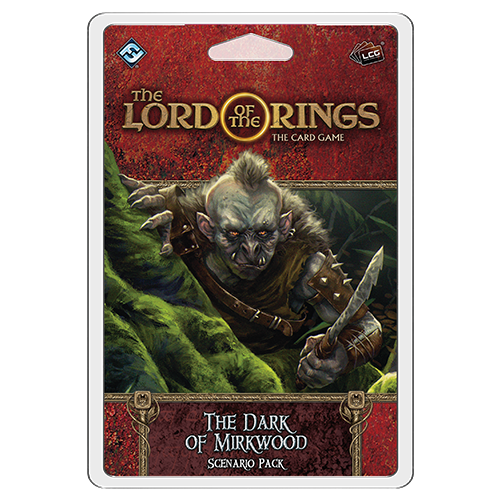 LCG
THE
LORD OF THE RINGS
THE CARD GAME
THE DARK
OF MIRKWOOD
SCENARIO PACK